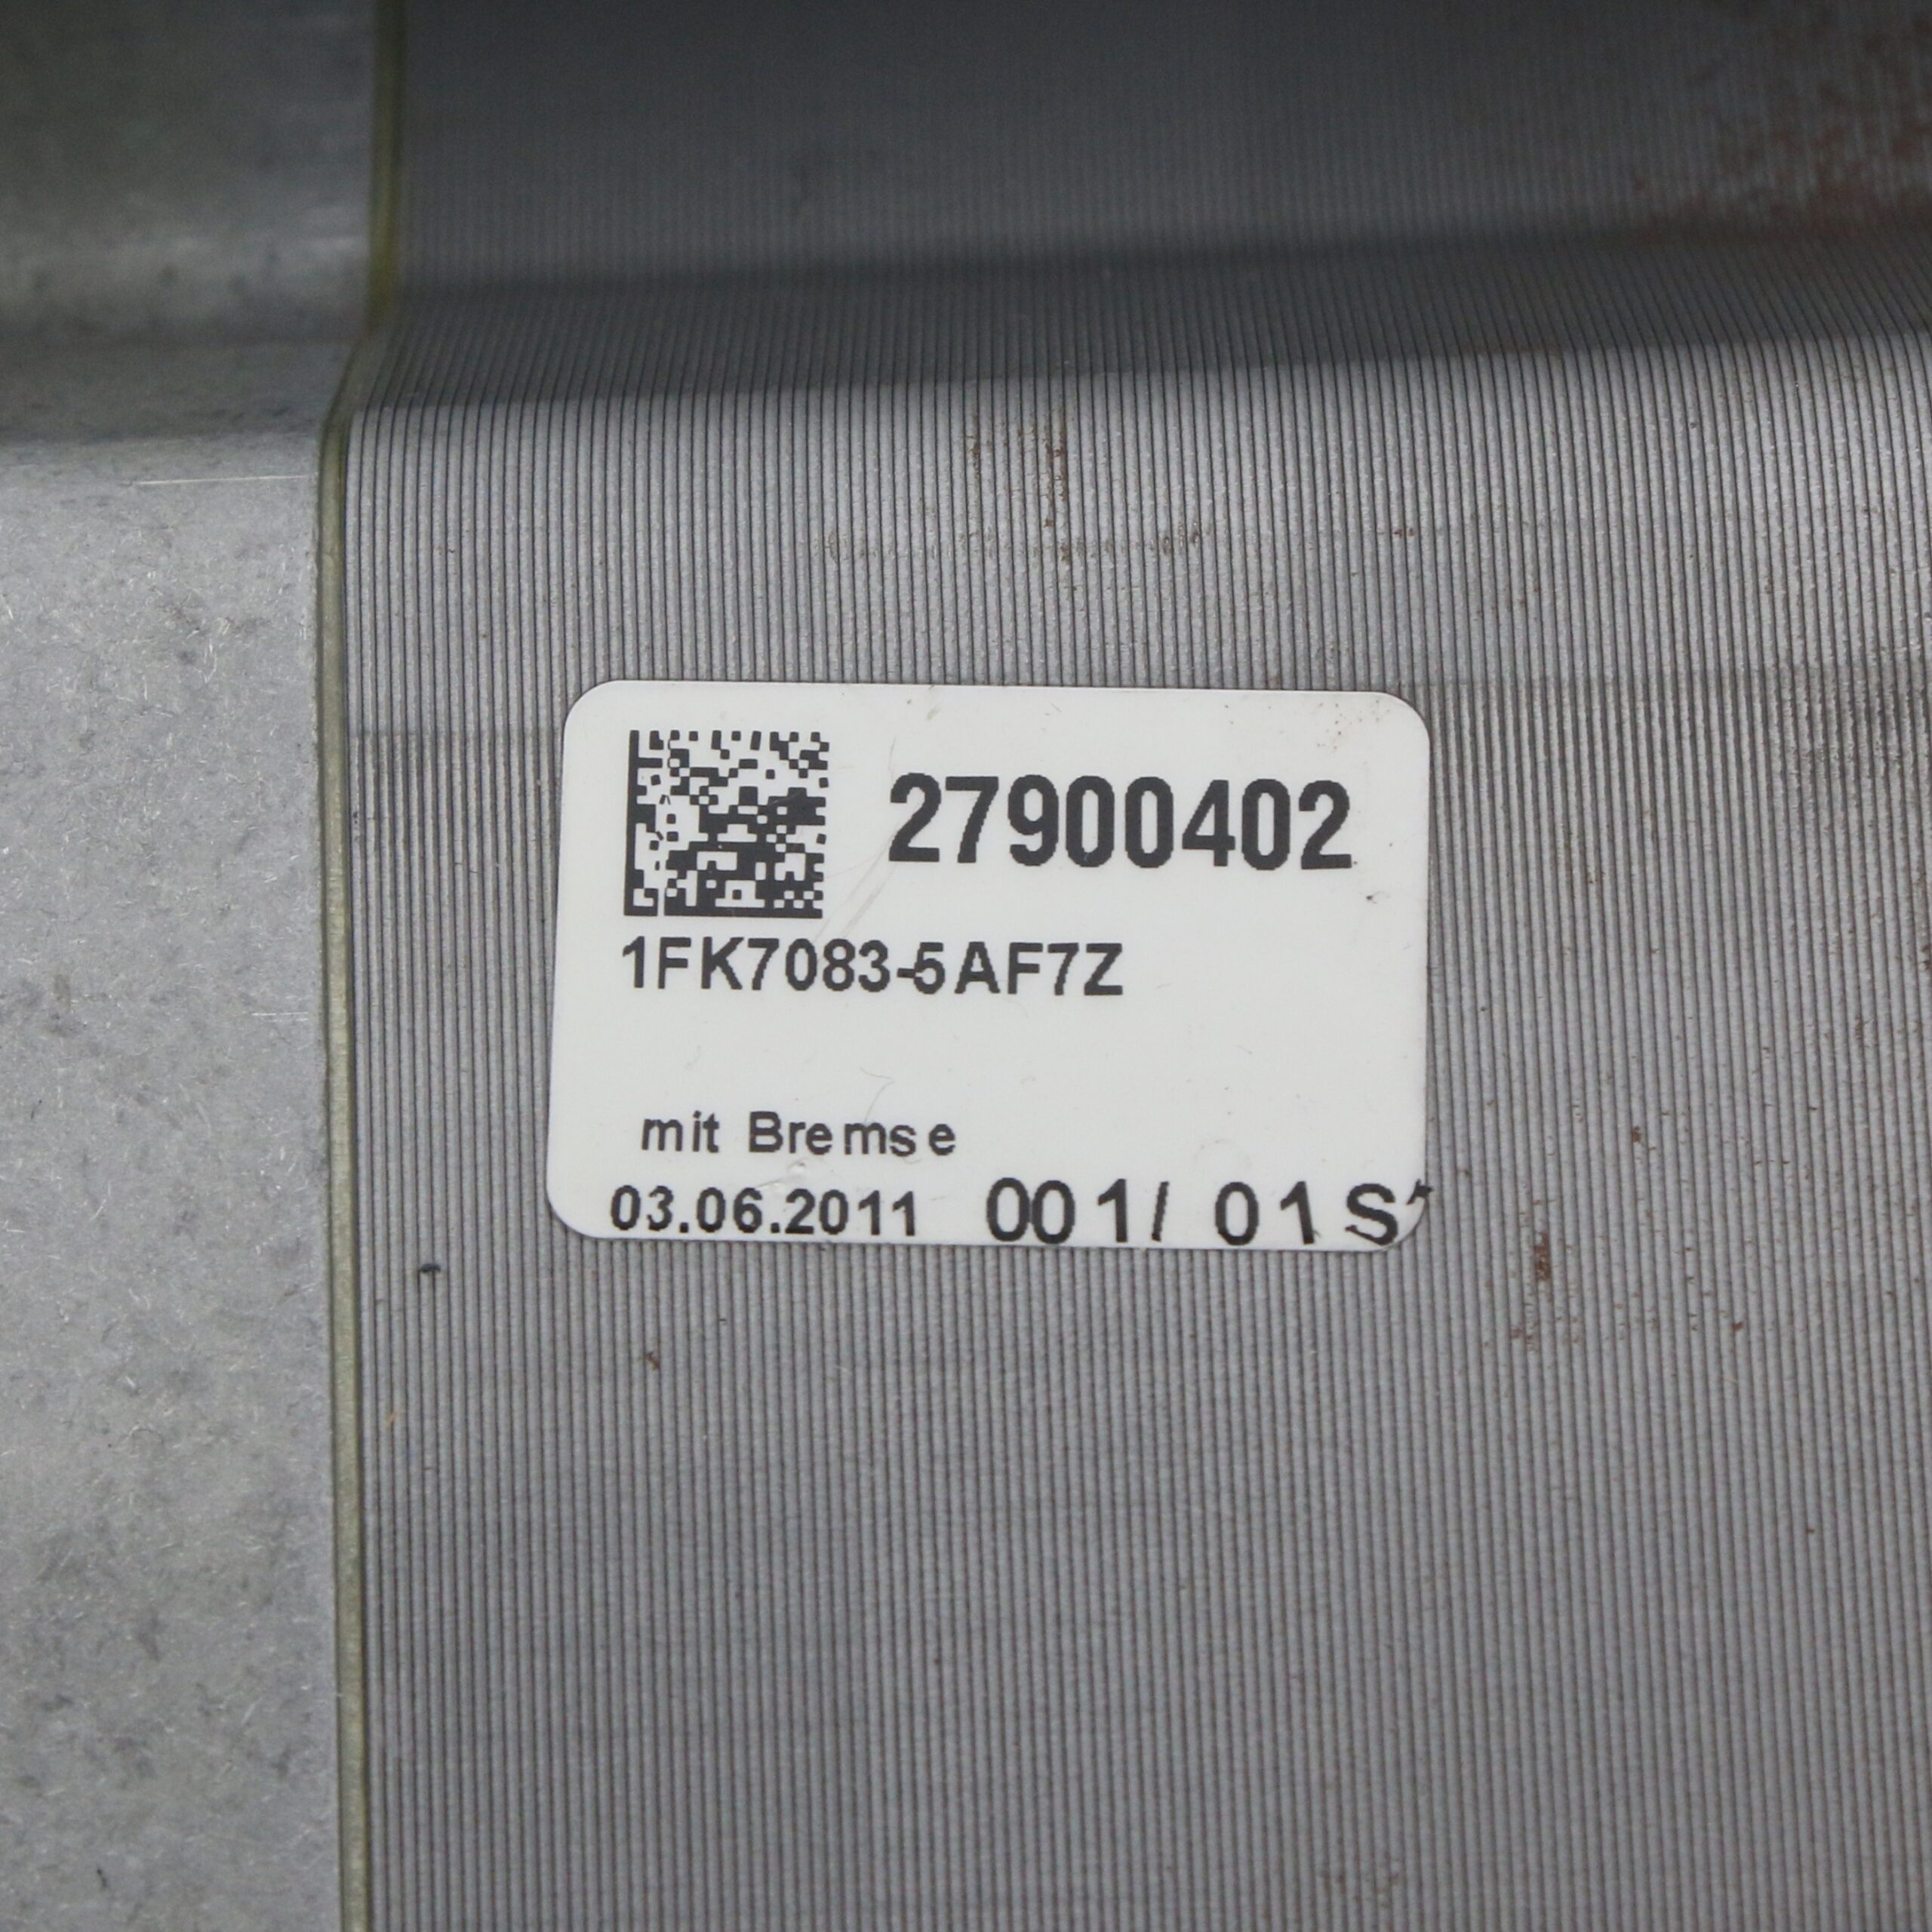 27900402
1FK7083-5AF7Z
mit Bremse
03.06.2011 001/ 01